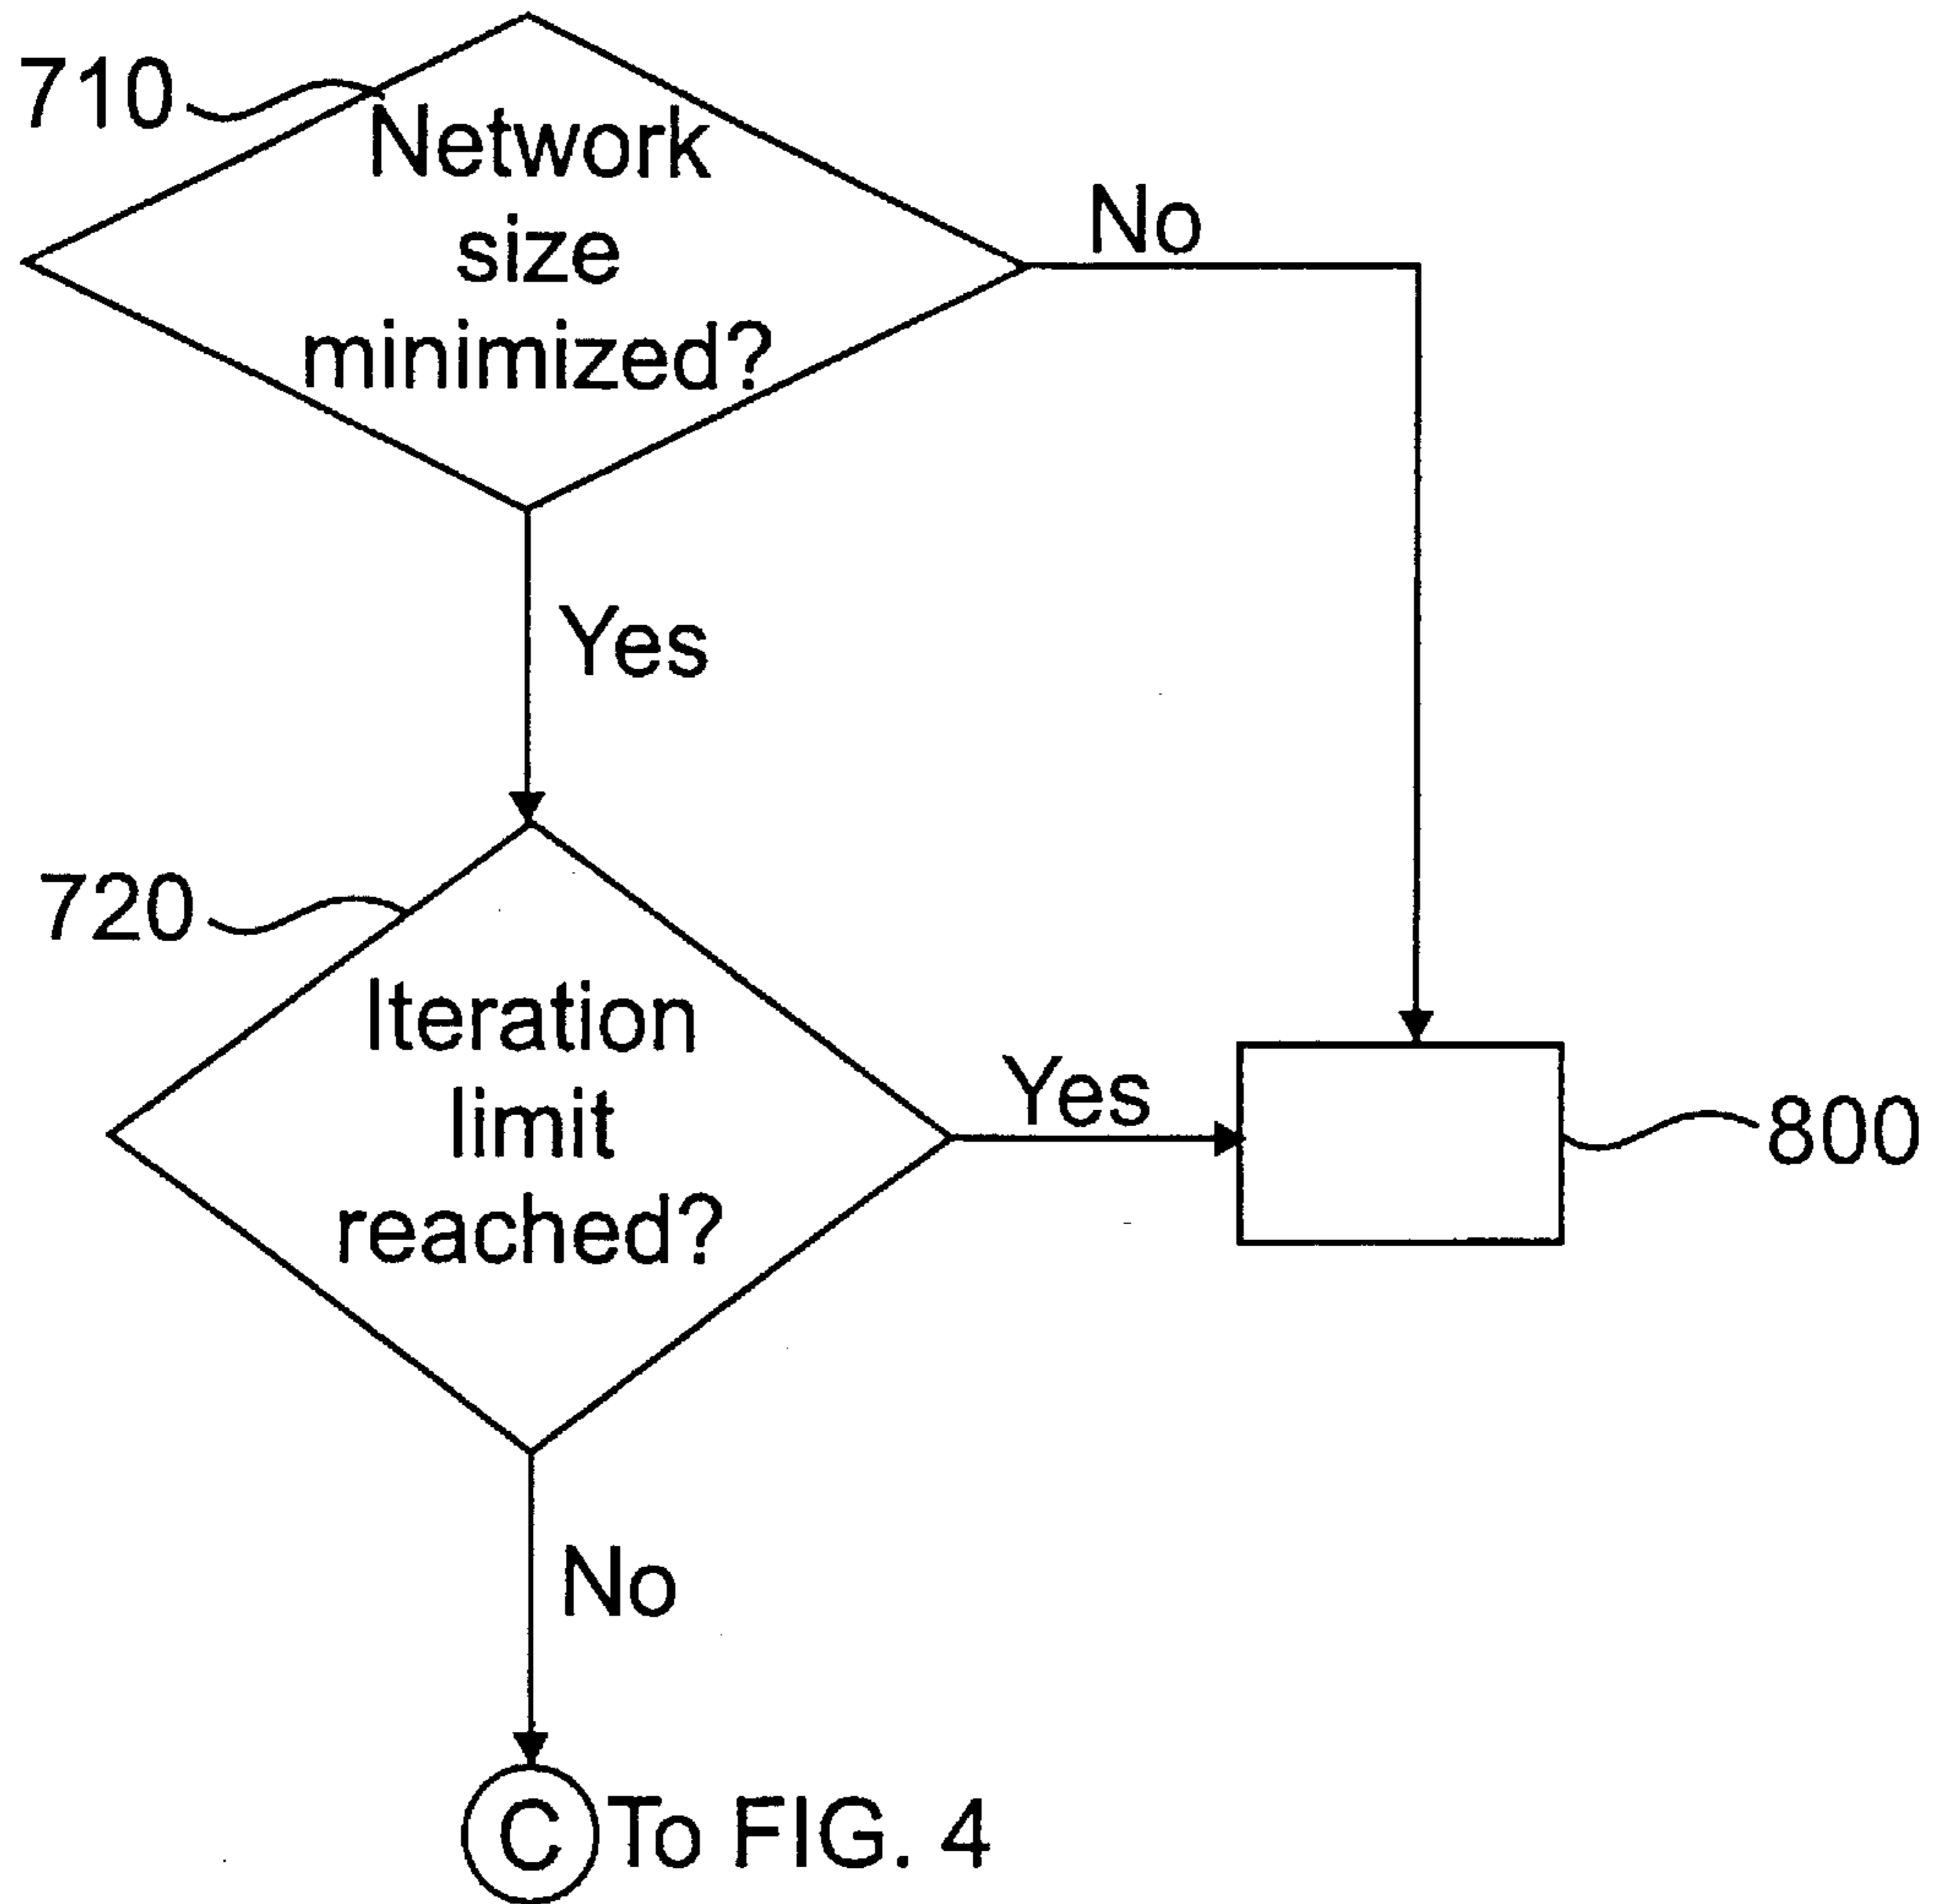 710
Network
size
minimized?
No
Yes
720
Iteration
limit
reached?
Yes
800
No
C To FIG. 4